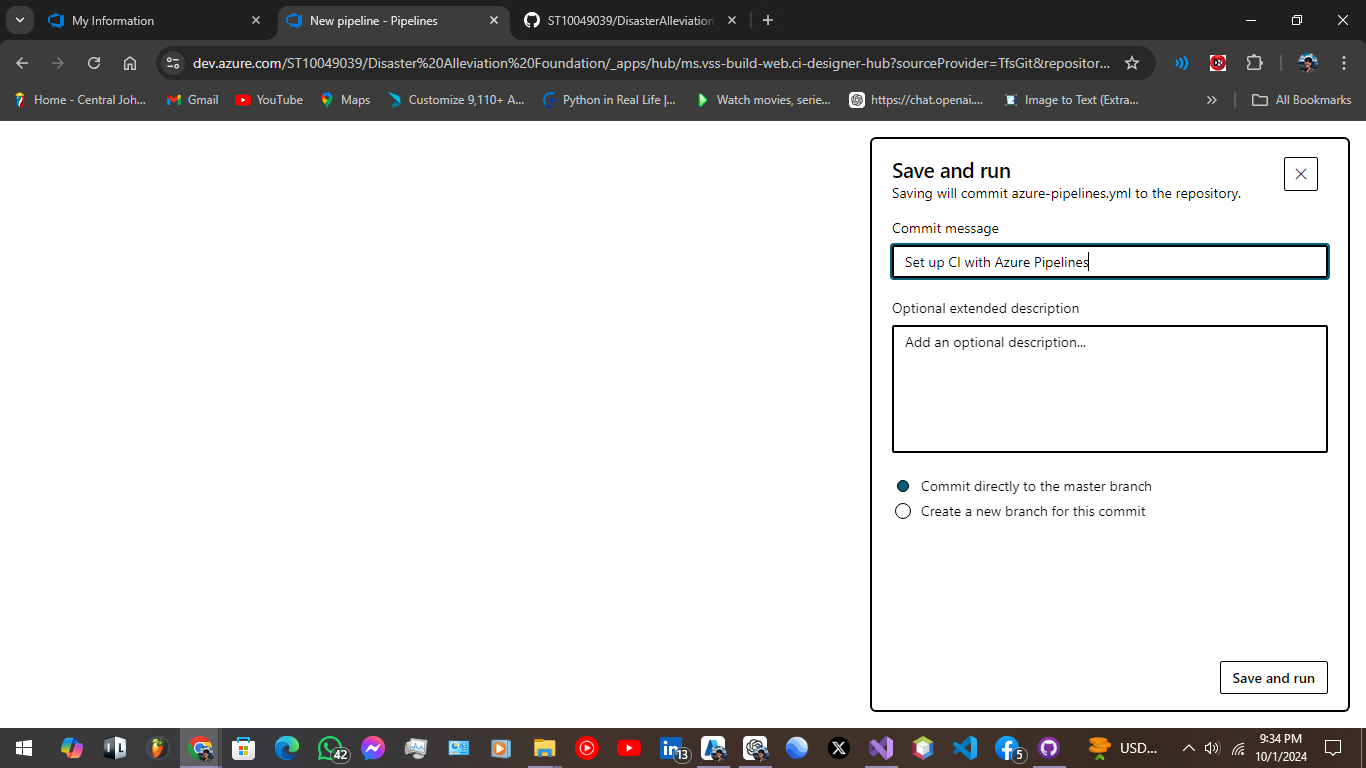 My Information
New pipeline - Pipelines
ST10049039/DisasterAlleviation
dev.azure.com/ST10049039/Disaster%20Alleviation%20Foundation/_apps/hub/ms.vss-build-web.ci-designer-hub?sourceProvider=TfsGit&repositor...
Home - Central Joh...
Gmail
YouTube
Maps
Customize 9,110+ A...
Python in Real Life |...
Watch movies, serie...
https://chat.openai....
Image to Text (Extra...
All Bookmarks
Save and run
Saving will commit azure-pipelines.yml to the repository.
Commit message
Set up CI with Azure Pipelines
Optional extended description
Add an optional description...
Commit directly to the master branch
Create a new branch for this commit
Save and run
42
13
5
USD...
9:34 PM
10/1/2024